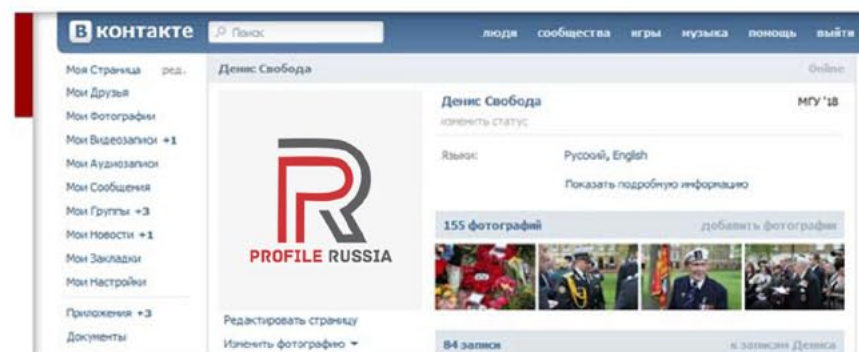 В контакте Поиск люди сообщества игры музыка помощь выйти
Моя Страница ред.
Мои Друзья
Мои Фотографии
Мои Видеозаписи +1
Мои Аудиозаписи
Мои Сообщения
Мои Группы +3
Мои Новости +1
Мои Закладки
Мои Настройки
Приложения +3
Документы
Денис Свобода Online
PROFILE RUSSIA
Редактировать страницу
Изменить фотографию
Денис Свобода МГУ '18
изменить статус
Языки: Русский, English
Показать подробную информацию
155 фотографий добавить фотографии
84 записи к записям Дениса